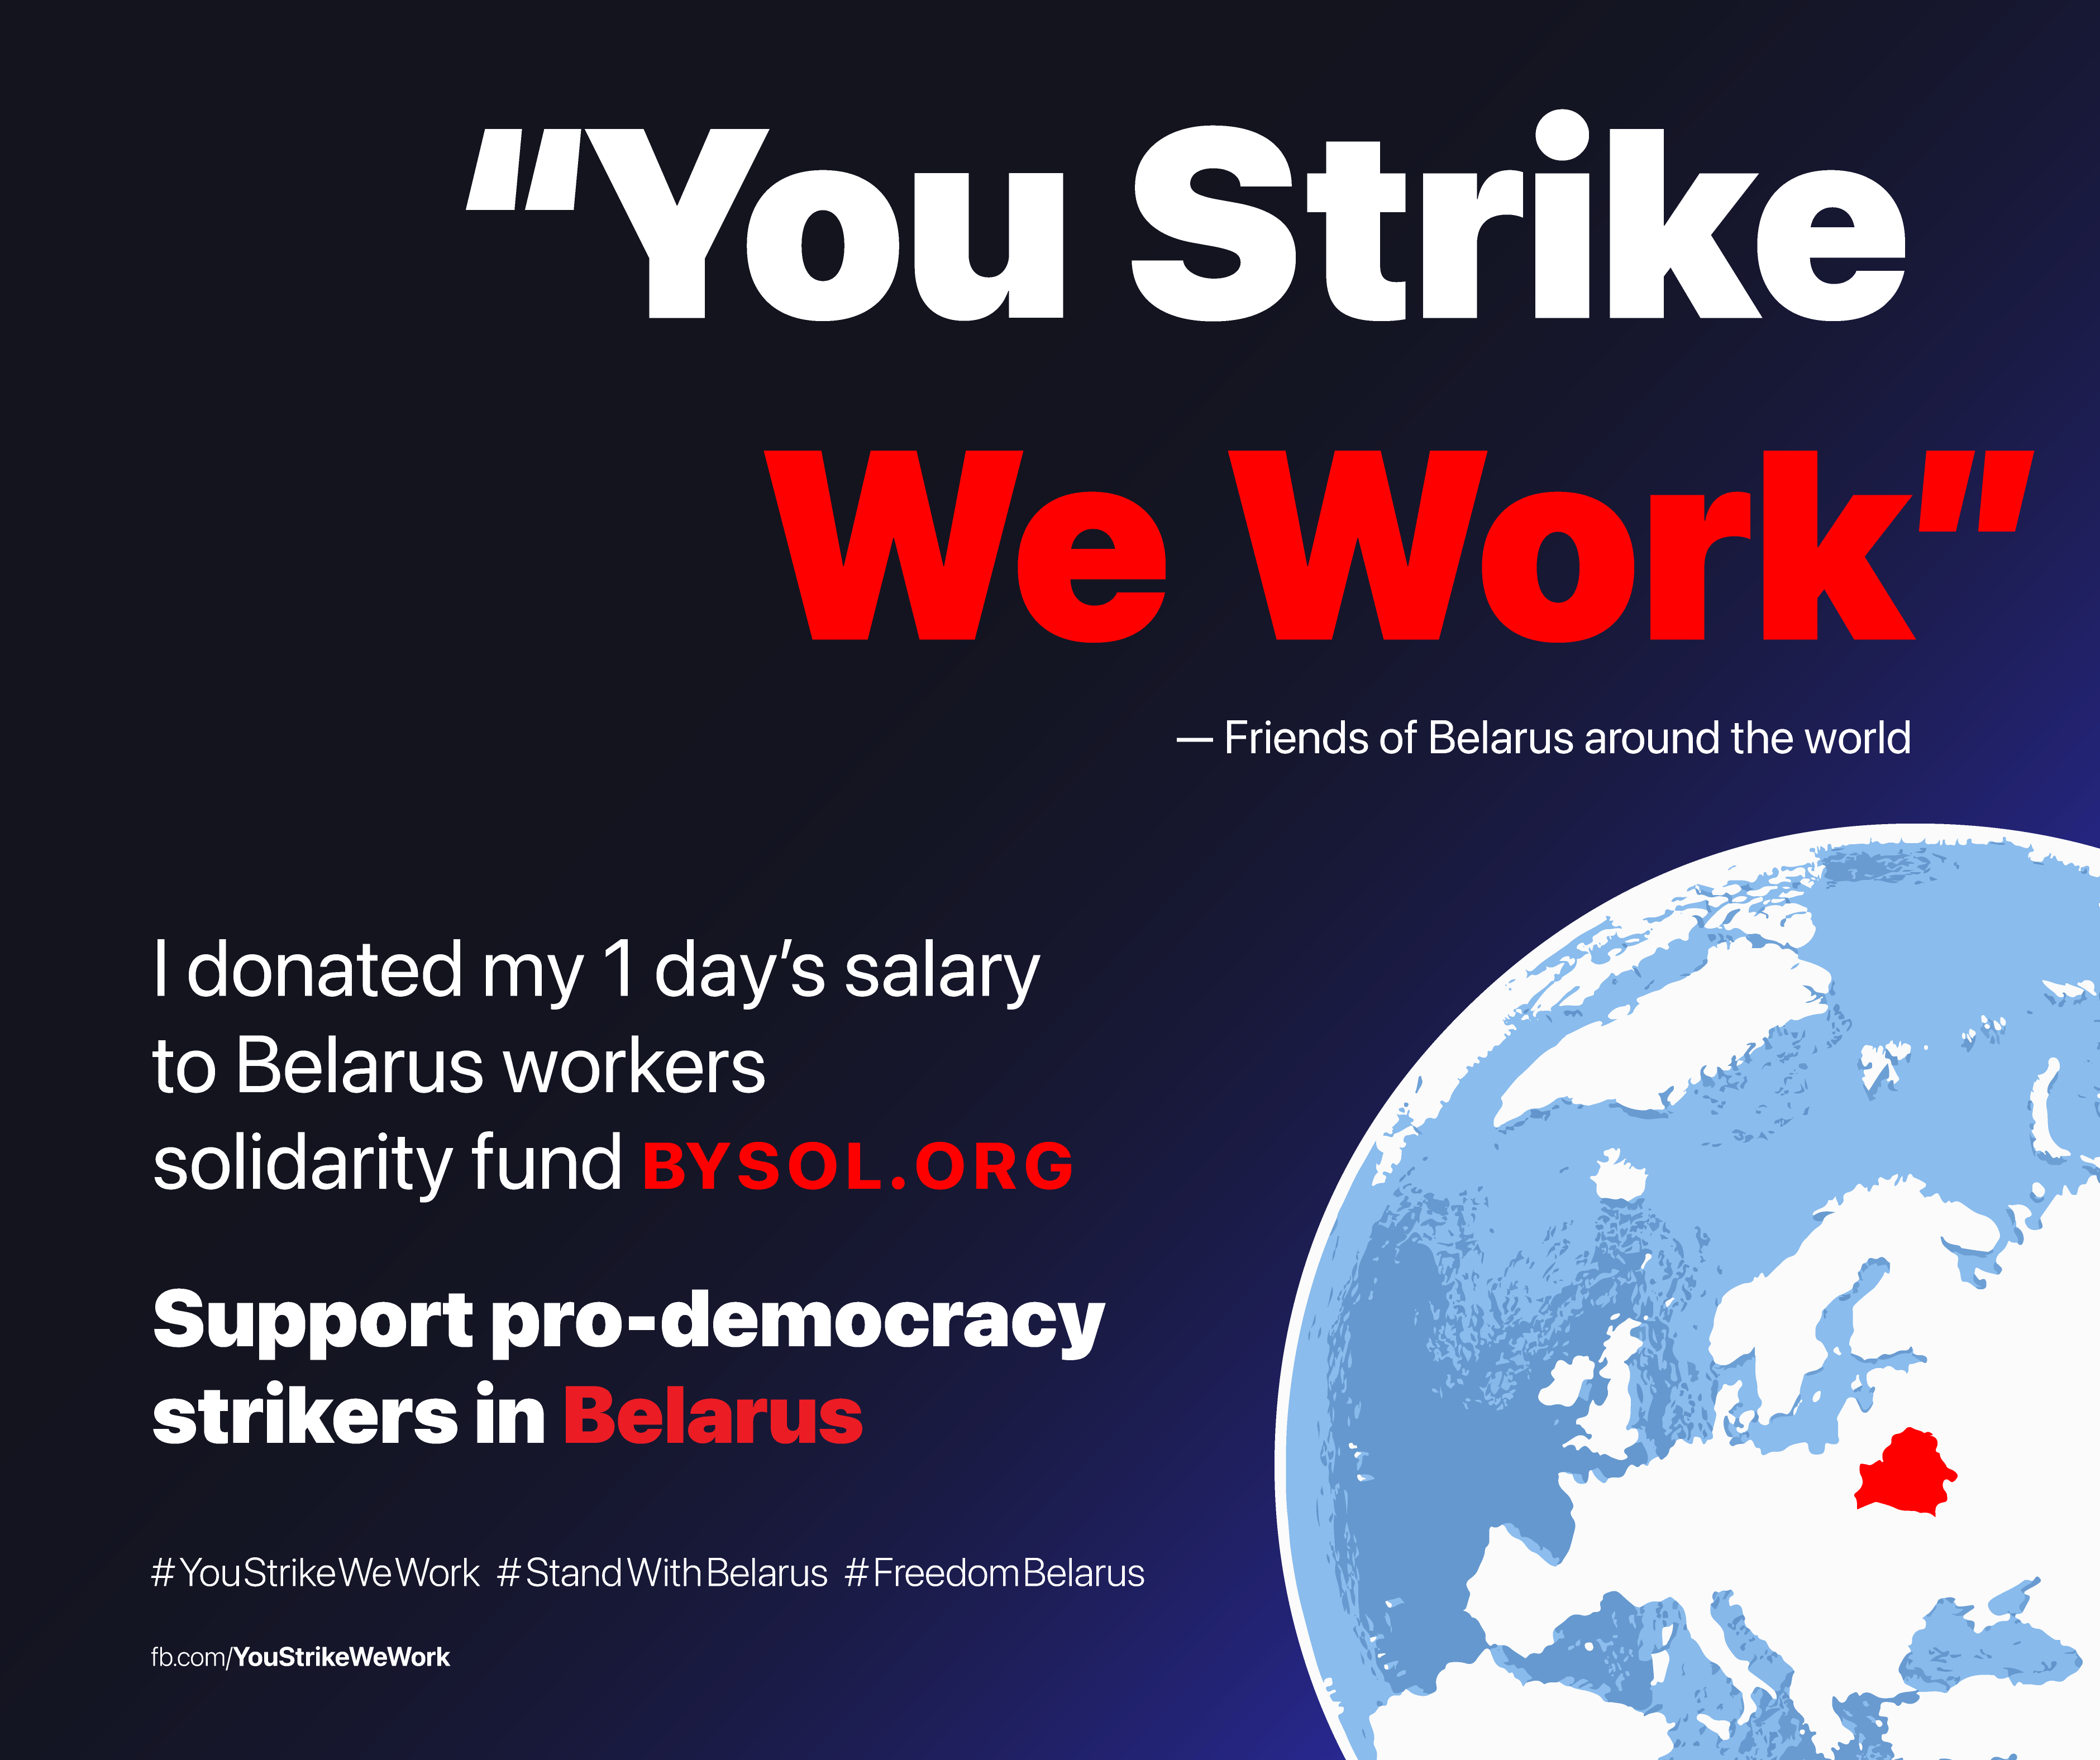 “You Strike
We Work”
— Friends of Belarus around the world
I donated my 1 day’s salary
to Belarus workers
solidarity fund BYSOL.ORG
Support pro-democracy
strikers in Belarus
#YouStrikeWeWork #StandWithBelarus #FreedomBelarus
fb.com/YouStrikeWeWork